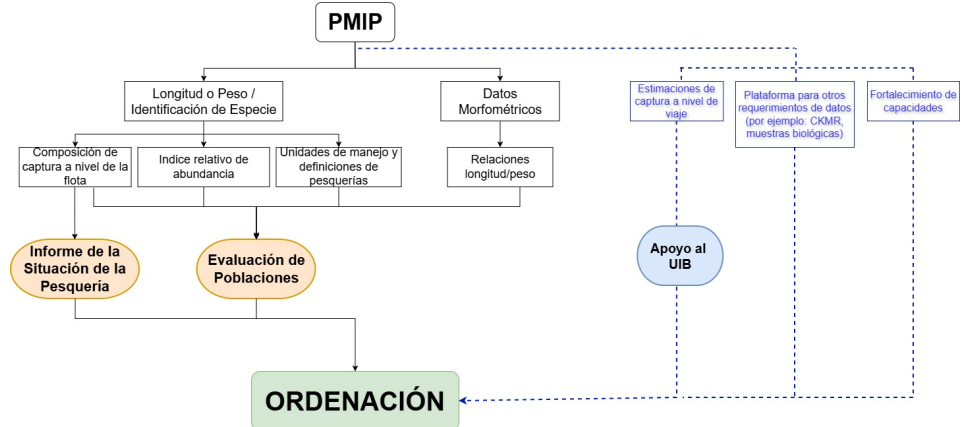 PMIP
Longitud o Peso /
Identificación de Especie
Datos
Morfométricos
Estimaciones de
captura a nivel de
viaje
Plataforma para otros
requerimientos de datos
(por ejemplo: CKMR,
muestras biológicas)
Fortalecimiento de
capacidades
Composición de
captura a nivel de la
flota
Indice relativo de
abundancia
Unidades de manejo y
definiciones de
pesquerías
Relaciones
longitud/peso
Informe de la
Situación de la
Pesquería
Evaluación de
Poblaciones
Apoyo al
UIB
ORDENACIÓN